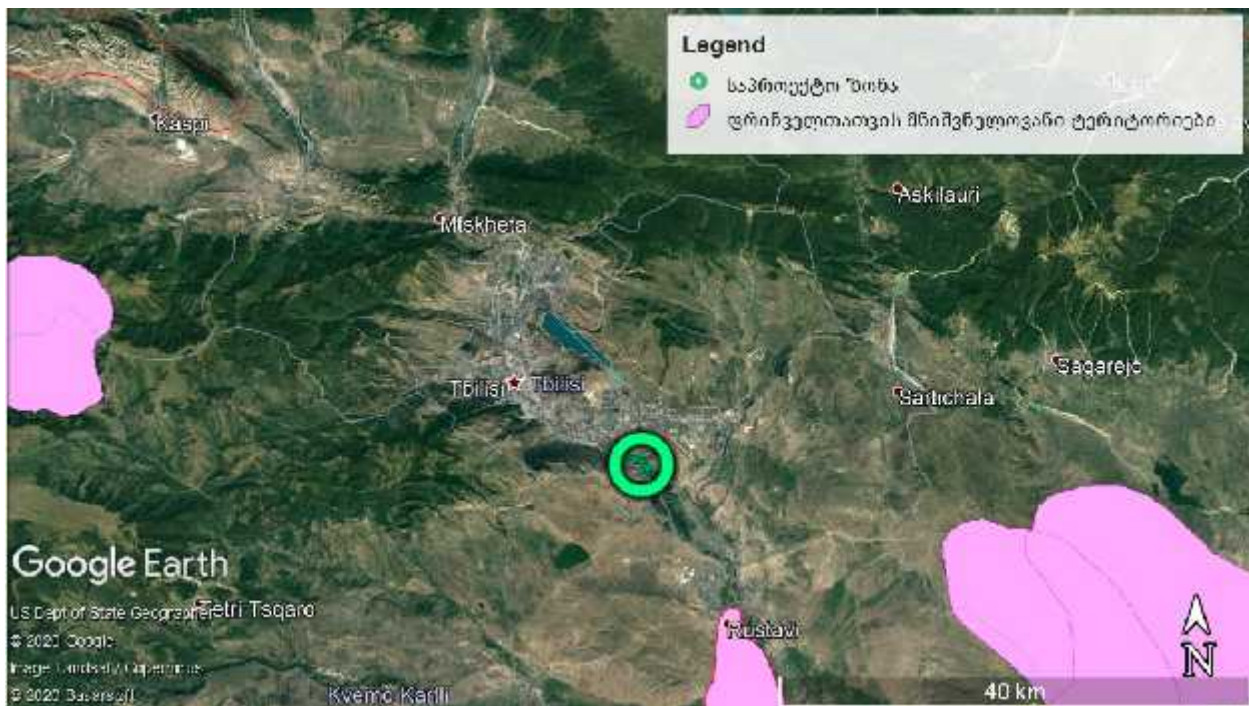 Legend
საპროექტო ზონა
ფრინველთათვის მნიშვნელოვანი ტერიტორიები
Kaspi
Askilauri
Mtskheta
Sagarejo
Tbilisi Tbilisi
Sartichala
Google Earth
US Dept of State Geographer
Tetri Tsqaro
© 2020 Google
Rustavi
Image Landsat / Copernicus
N
© 2020 Basarsoft
Kvemo Kartli
40 km